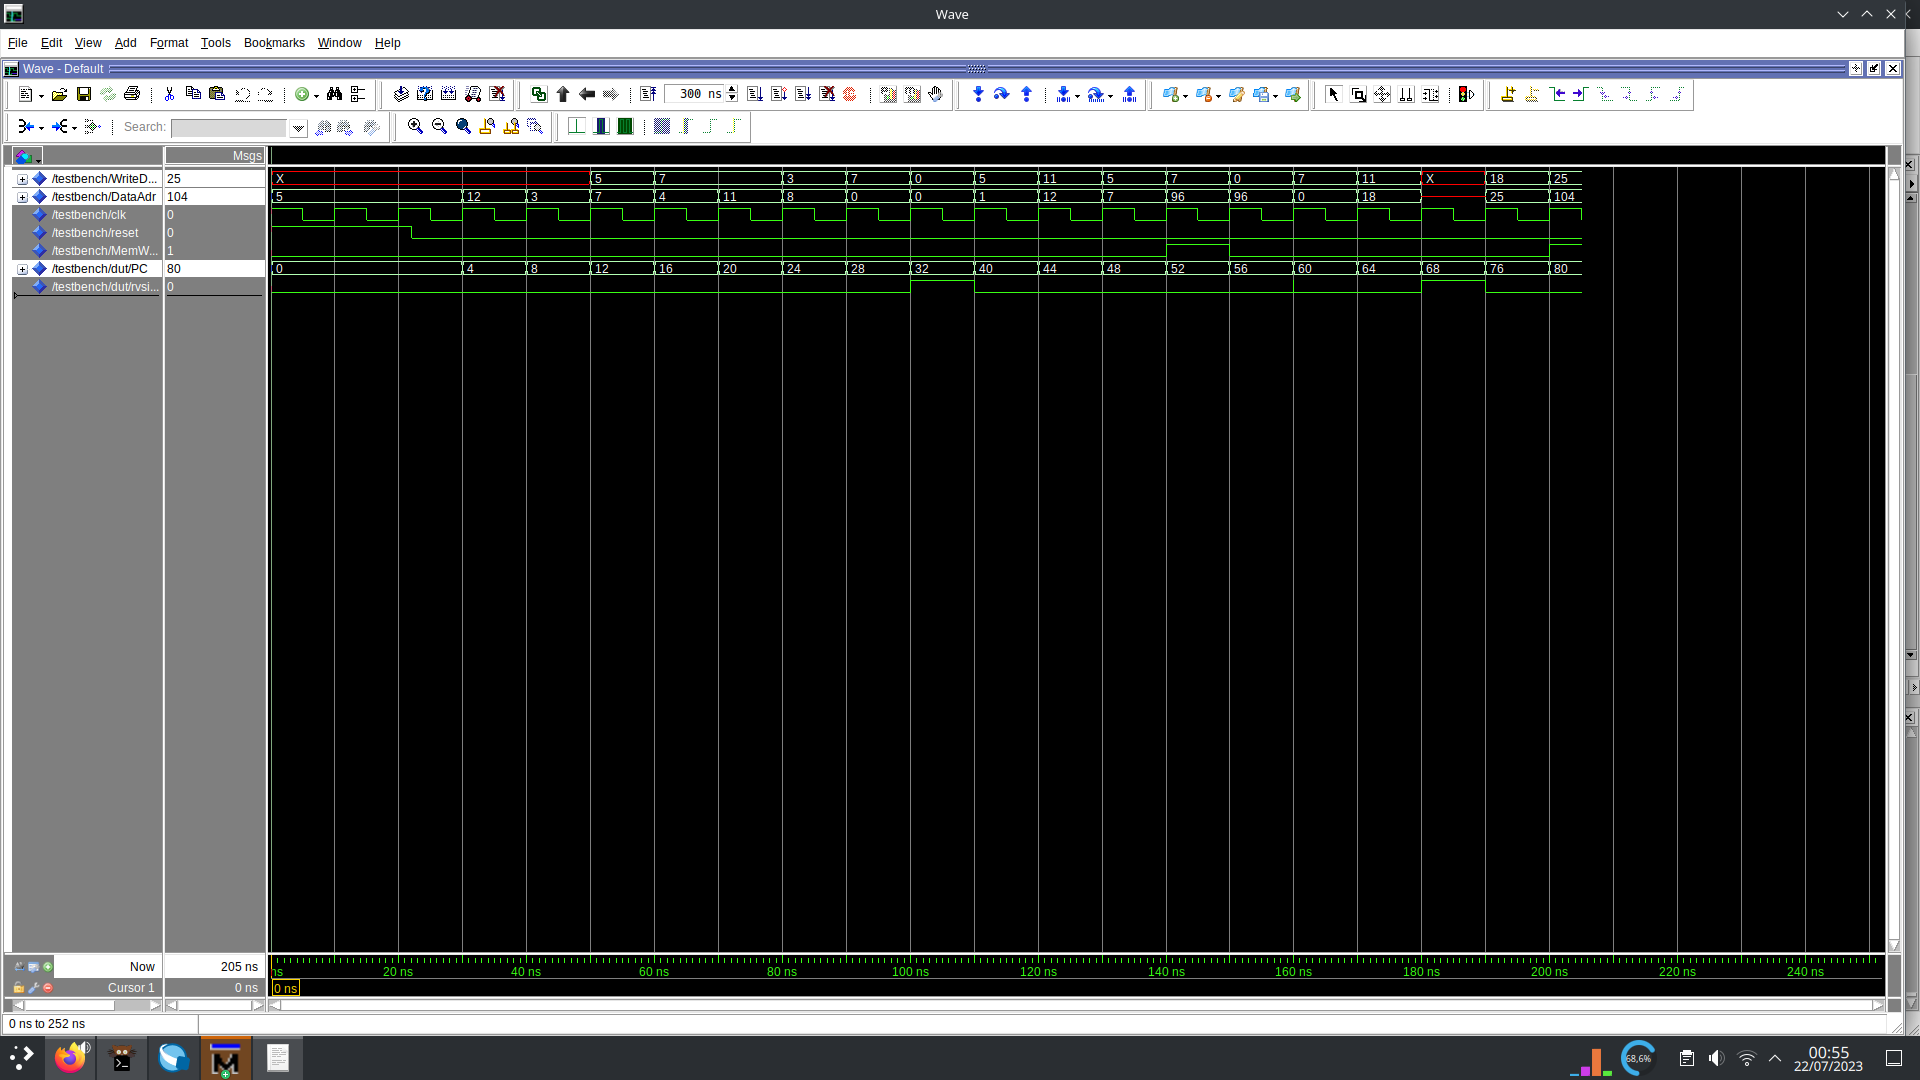 Wave
File Edit View Add Format Tools Bookmarks Window Help
Wave - Default
300 ns
Search:
Msgs
/testbench/WriteD... 25 X 5 7 3 7 0 5 11 5 7 0 7 11 X 18 25
/testbench/DataAdr 104 5 12 3 7 4 11 8 0 0 1 12 7 96 96 0 18 25 104
/testbench/clk 0
/testbench/reset 0
/testbench/MemW... 1
/testbench/dut/PC 80 0 4 8 12 16 20 24 28 32 40 44 48 52 56 60 64 68 76 80
/testbench/dut/rvsi... 0
Now 205 ns ns 20 ns 40 ns 60 ns 80 ns 100 ns 120 ns 140 ns 160 ns 180 ns 200 ns 220 ns 240 ns
Cursor 1 0 ns 0 ns
0 ns to 252 ns
68,6%
00:55
22/07/2023